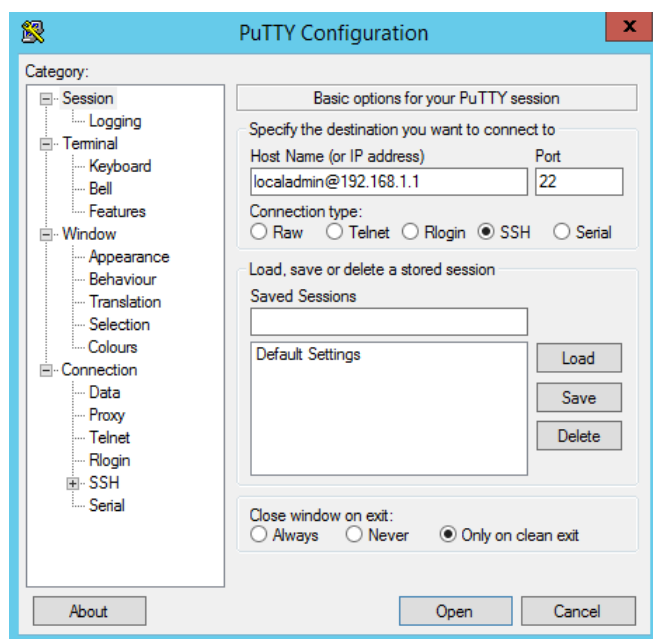 PuTTY Configuration
x
Category:
Session
Logging
Terminal
Keyboard
Bell
Features
Window
Appearance
Behaviour
Translation
Selection
Colours
Connection
Data
Proxy
Telnet
Rlogin
SSH
Serial
Basic options for your PuTTY session
Specify the destination you want to connect to
Host Name (or IP address) Port
localadmin@192.168.1.1 22
Connection type:
Raw Telnet Rlogin SSH Serial
Load, save or delete a stored session
Saved Sessions
Default Settings
Load
Save
Delete
Close window on exit:
Always Never Only on clean exit
About Open Cancel